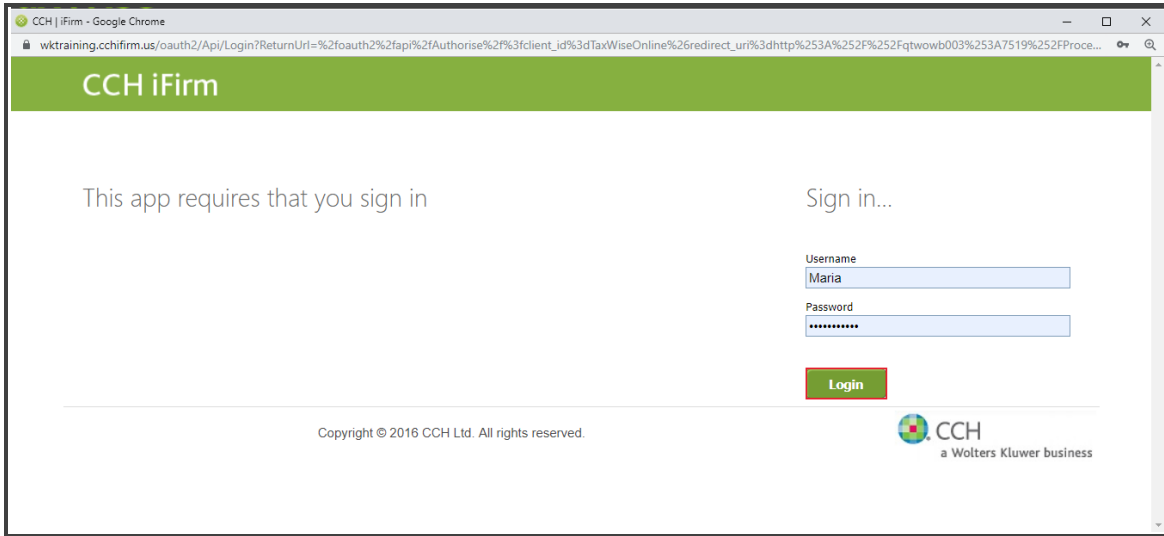 CCH | iFirm - Google Chrome
wktraining.cchifirm.us/oauth2/Api/Login?ReturnUrl=%2foauth2%2fapi%2fAuthorise%2f%3fclient_id%3dTaxWiseOnline%26redirect_uri%3dhttp%253A%252F%252Fqtwowb003%253A7519%252FProce...
CCH iFirm
This app requires that you sign in
Sign in...
Username
Maria
Password
•••••••••••
Login
Copyright © 2016 CCH Ltd. All rights reserved.
CCH
a Wolters Kluwer business